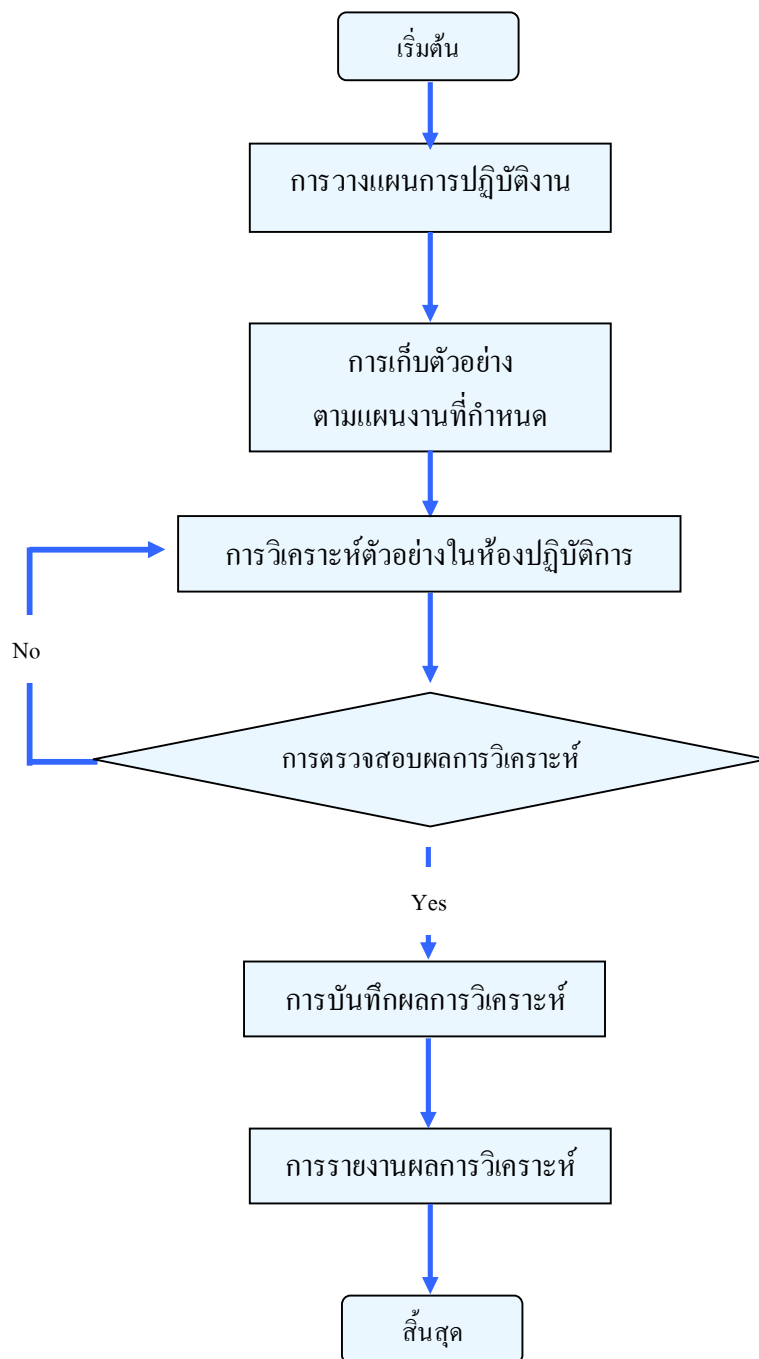 เริ่มต้น
การวางแผนการปฏิบัติงาน
การเก็บตัวอย่าง
ตามแผนงานที่กำหนด
การวิเคราะห์ตัวอย่างในห้องปฏิบัติการ
No
การตรวจสอบผลการวิเคราะห์
Yes
การบันทึกผลการวิเคราะห์
การรายงานผลการวิเคราะห์
สิ้นสุด